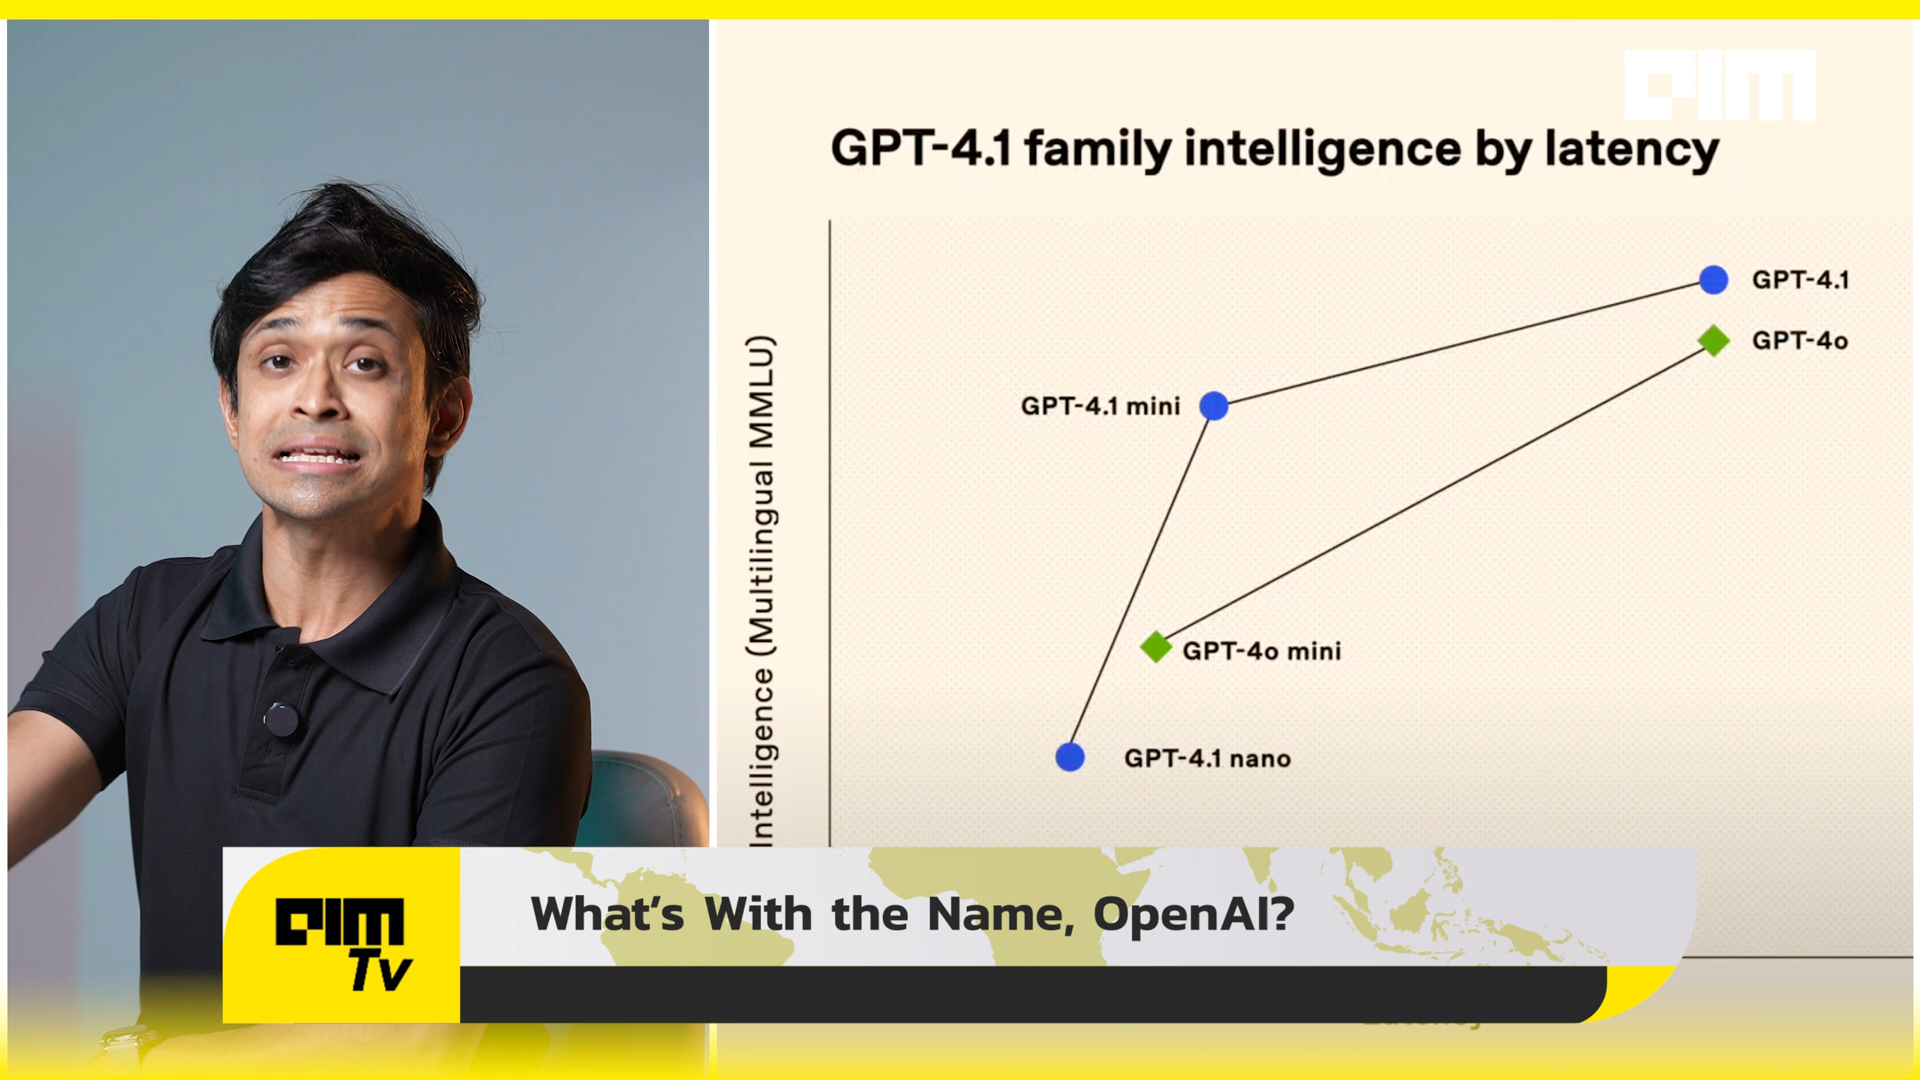 AIM
GPT-4.1 family intelligence by latency
GPT-4.1
GPT-4o
GPT-4.1 mini
GPT-4o mini
GPT-4.1 nano
Intelligence (Multilingual MMLU)
What's With the Name, OpenAI?
AIM
TV